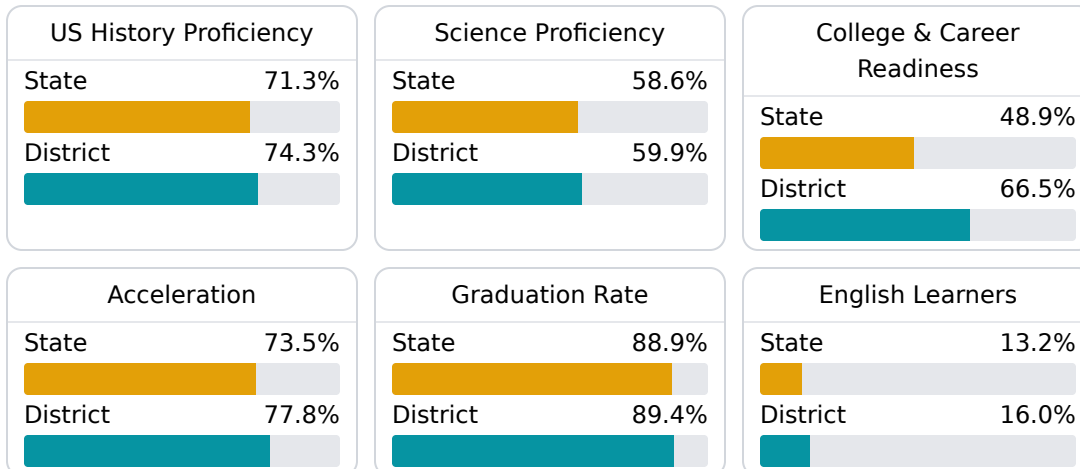 US History Proficiency
State 71.3%
District 74.3%
Science Proficiency
State 58.6%
District 59.9%
College & Career
Readiness
State 48.9%
District 66.5%
Acceleration
State 73.5%
District 77.8%
Graduation Rate
State 88.9%
District 89.4%
English Learners
State 13.2%
District 16.0%